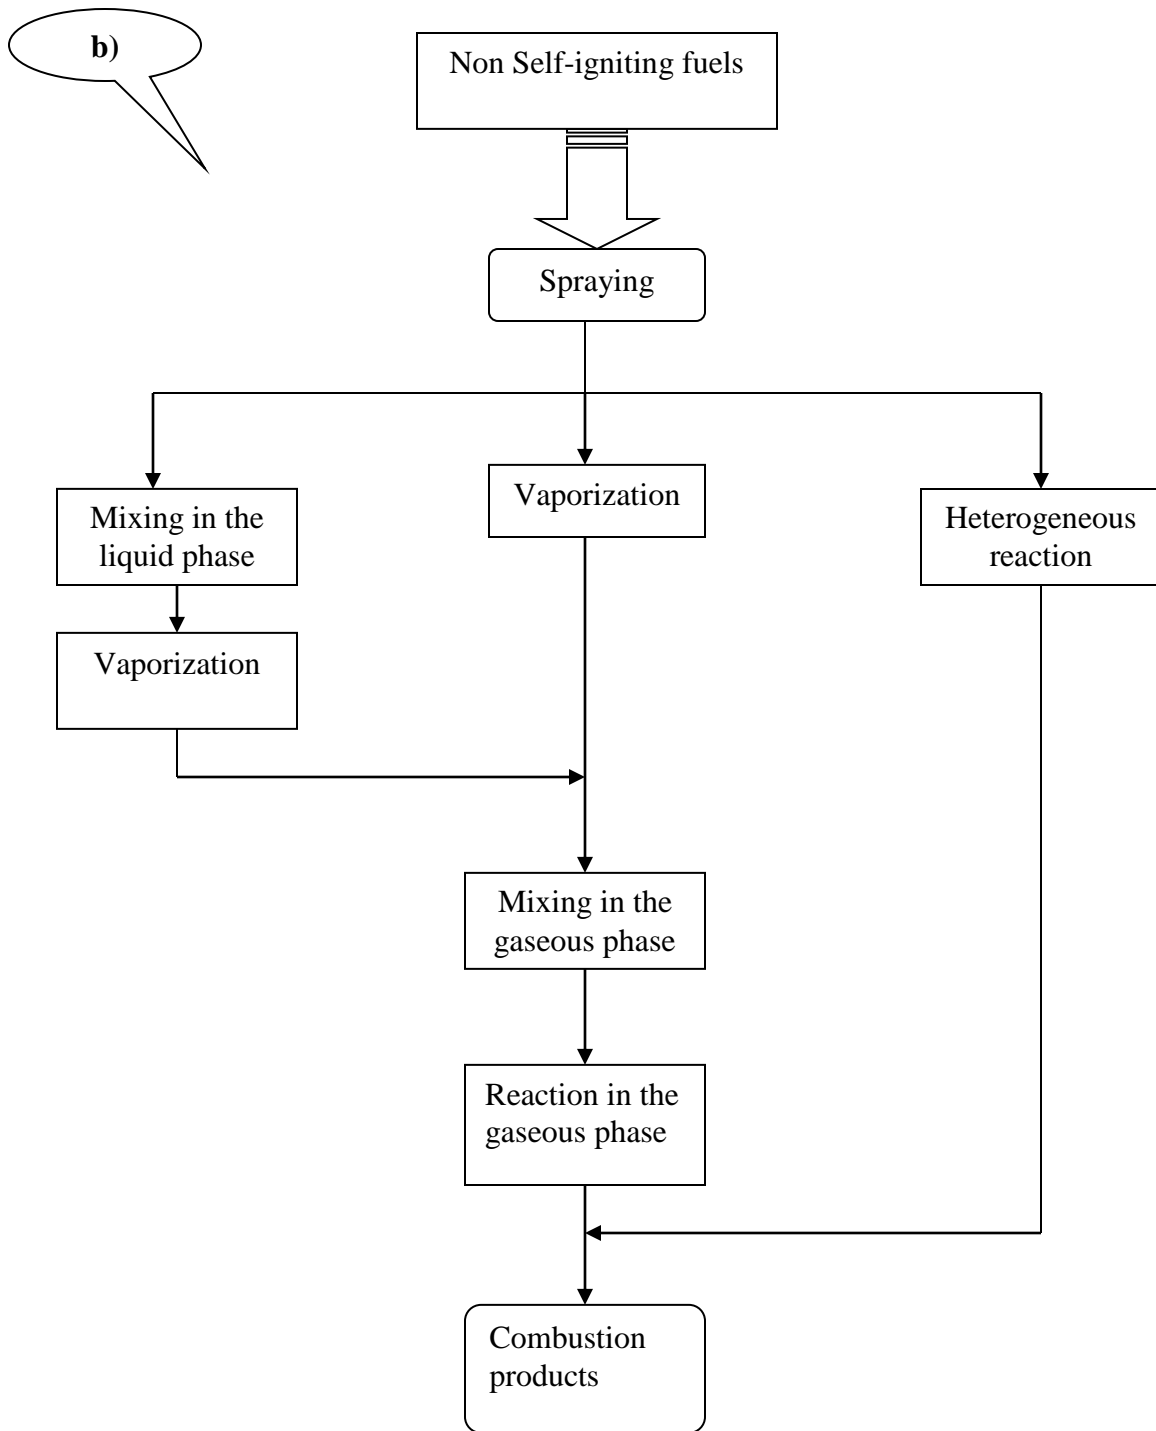 b)
Non Self-igniting fuels
Spraying
Mixing in the
liquid phase
Vaporization
Heterogeneous
reaction
Vaporization
Mixing in the
gaseous phase
Reaction in the
gaseous phase
Combustion
products